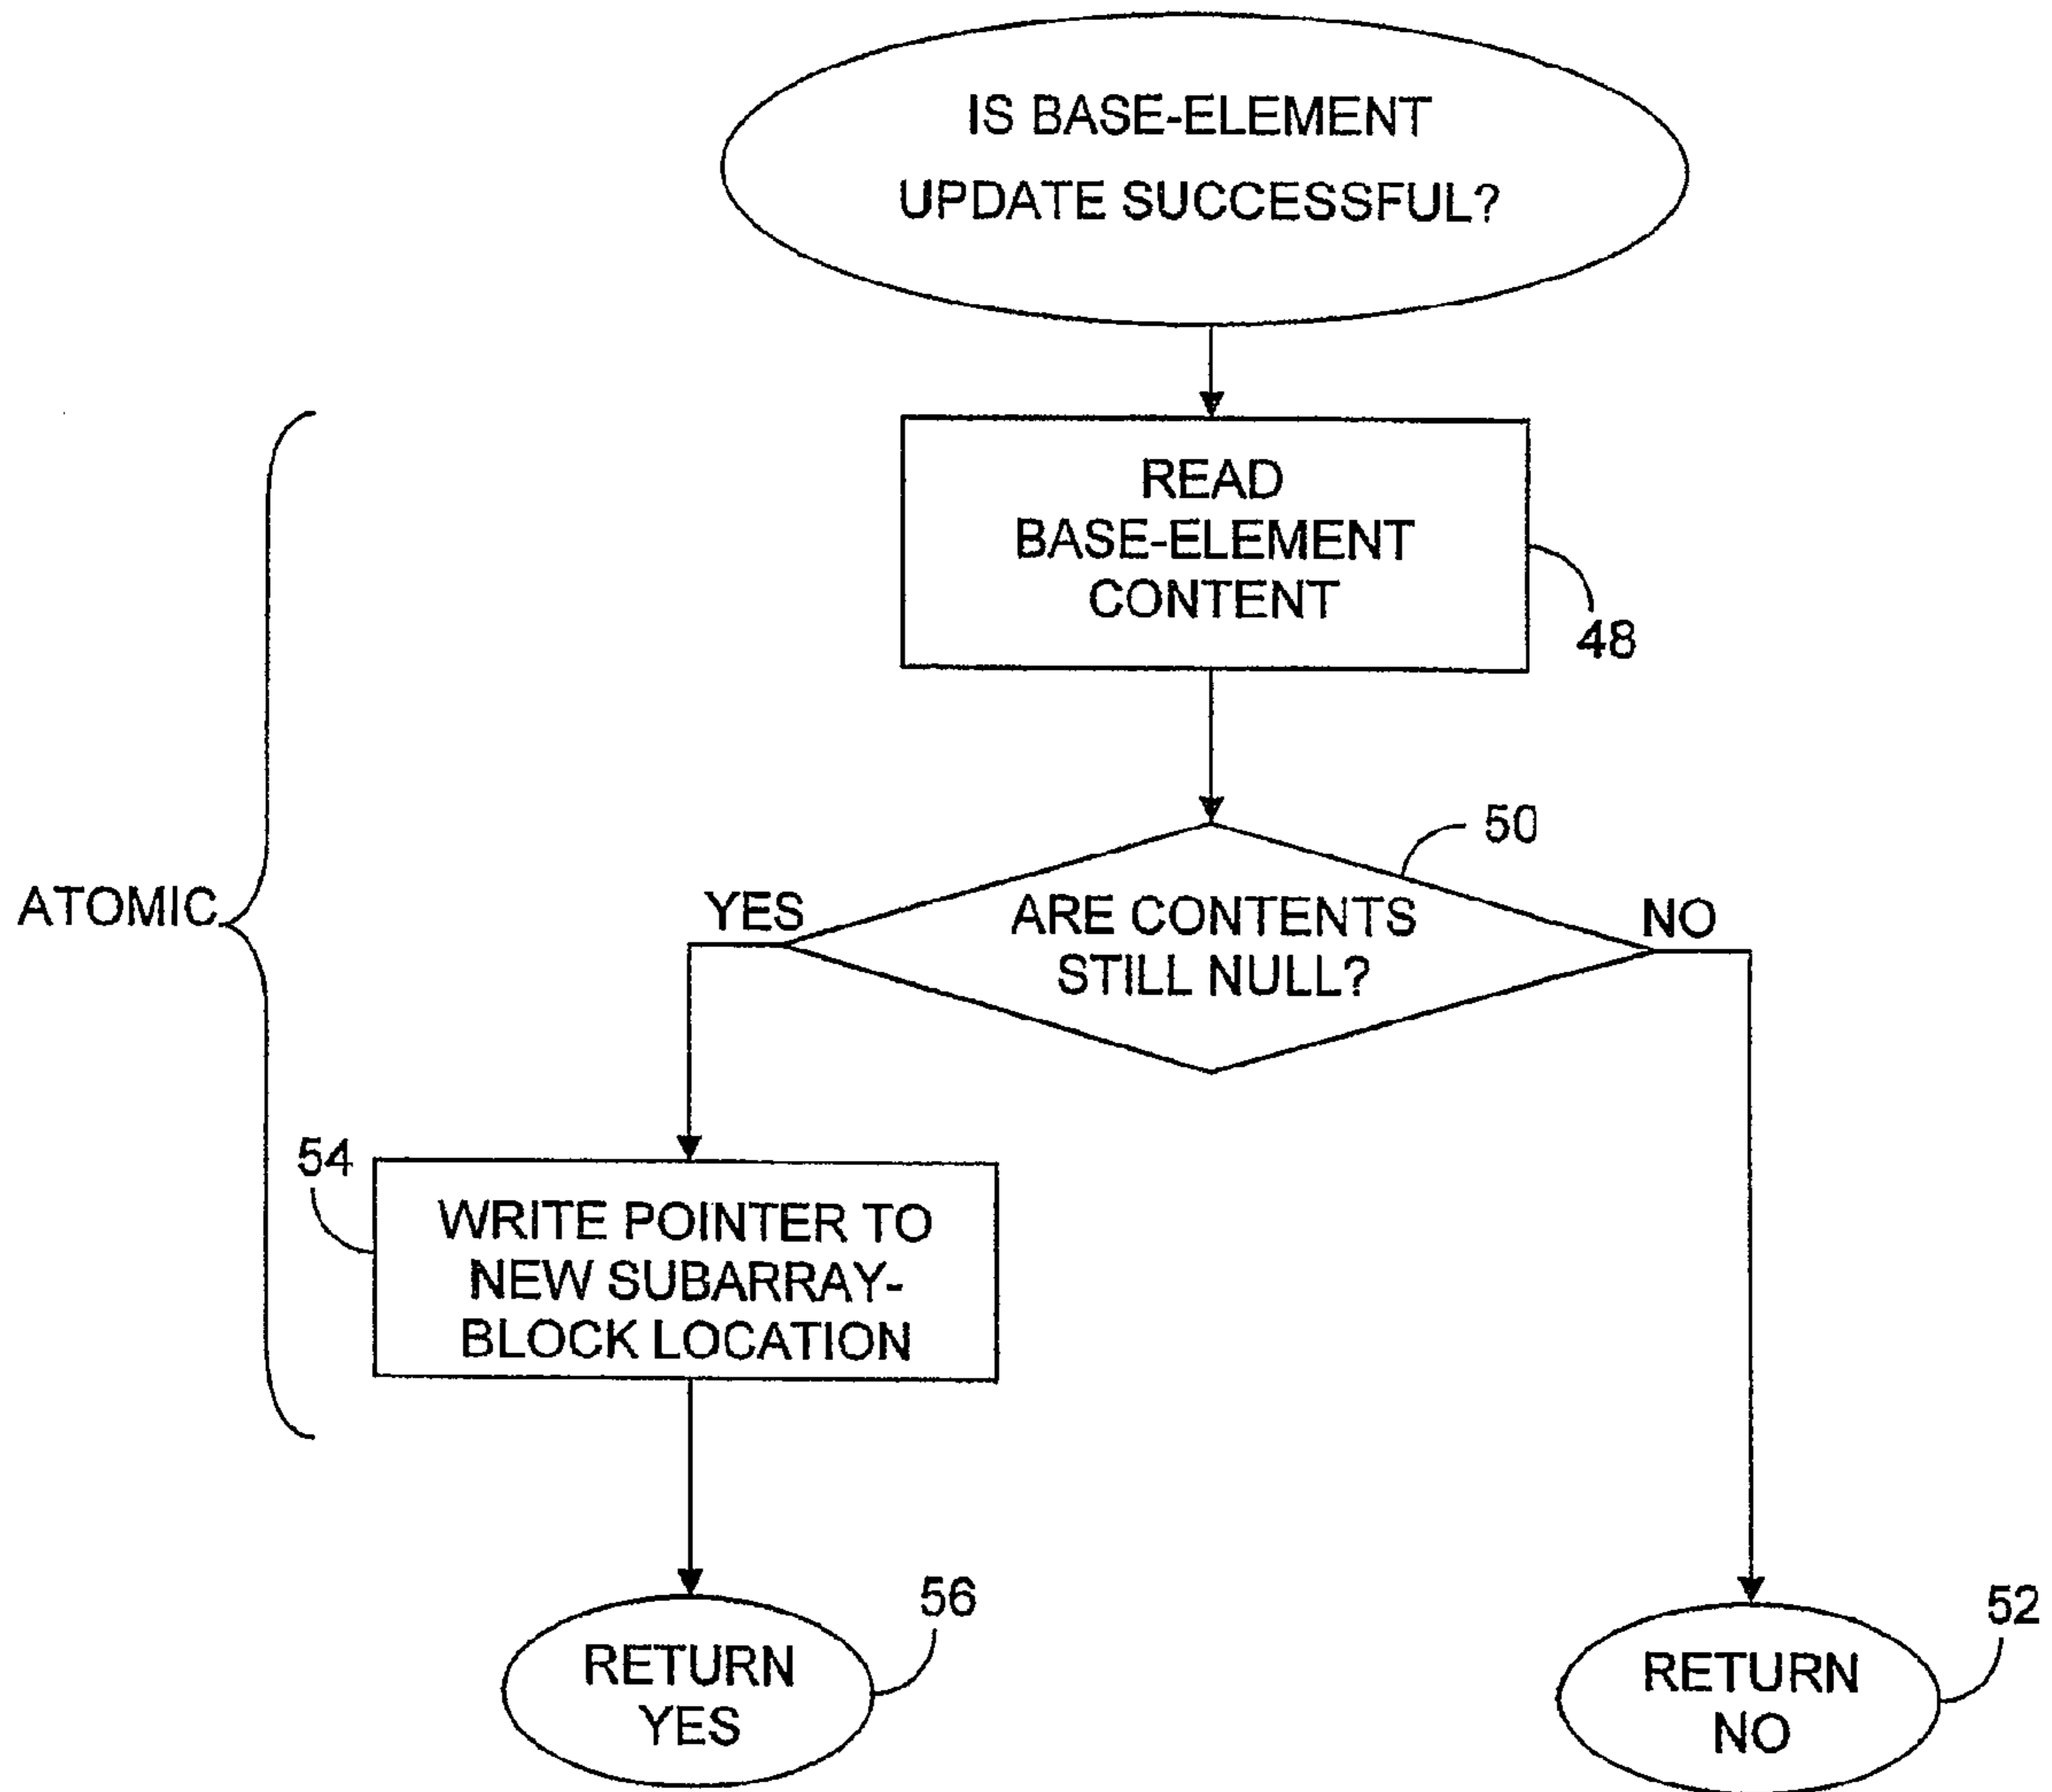 IS BASE-ELEMENT
UPDATE SUCCESSFUL?
READ
BASE-ELEMENT
CONTENT
48
50
ATOMIC
YES
ARE CONTENTS
STILL NULL?
NO
54
WRITE POINTER TO
NEW SUBARRAY-
BLOCK LOCATION
56
RETURN
YES
52
RETURN
NO